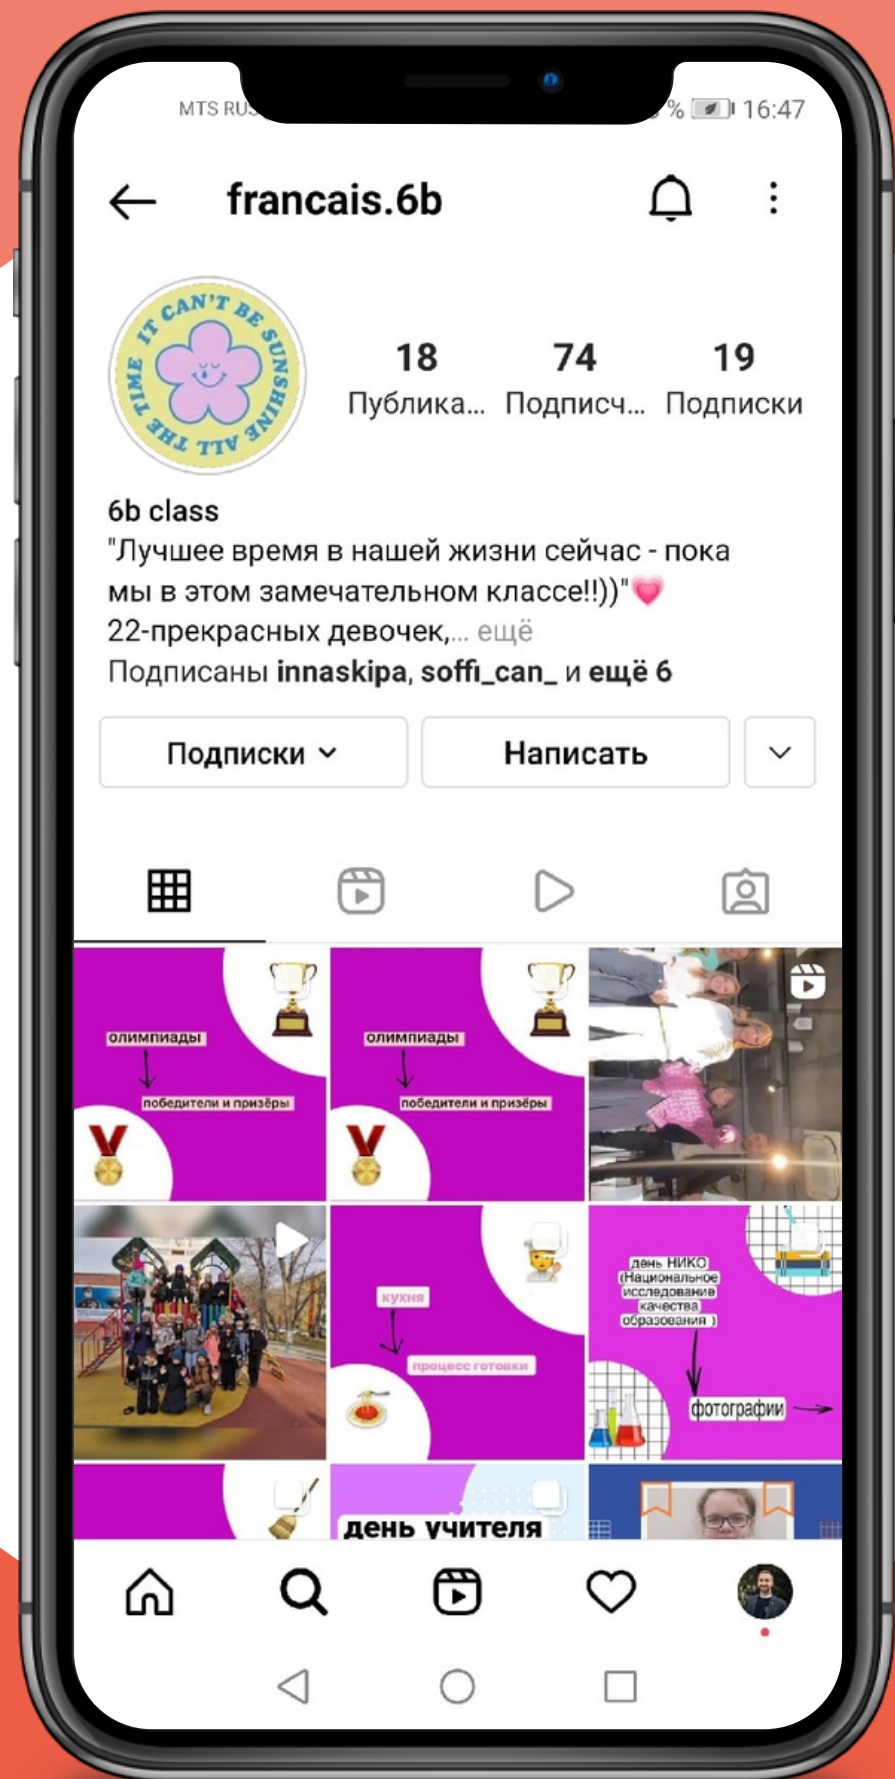 MTS RUS
% 16:47
francais.6b
IT CAN'T BE SUNSHINE ALL THE TIME
18 74 19
Публика... Подписч... Подписки
6b class
"Лучшее время в нашей жизни сейчас - пока
мы в этом замечательном классе!!))"💗
22-прекрасных девочек,... ещё
Подписаны innaskipa, soffi_can_ и ещё 6
Подписки
Написать
олимпиады
победители и призёры
олимпиады
победители и призёры
кухня
процесс готовки
день НИКО
(Национальное
исследование
качества
образования )
фотографии
день учителя